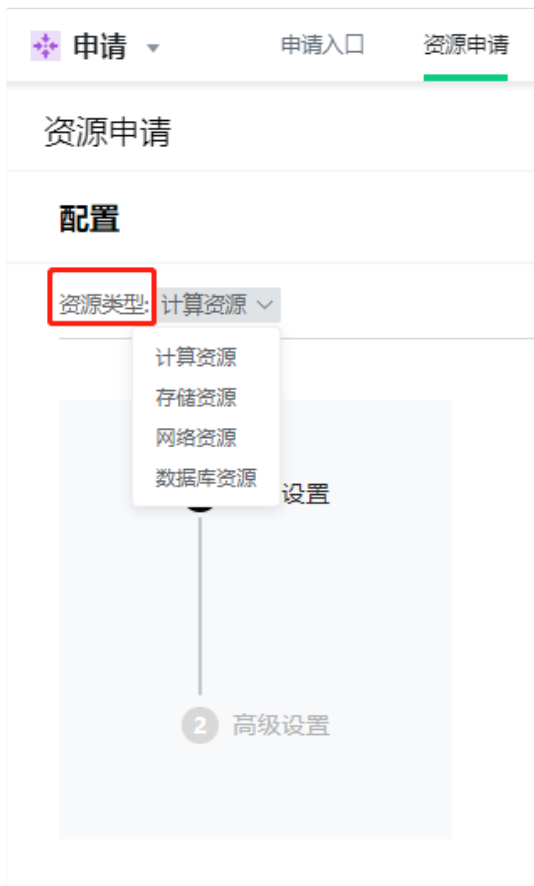 申请 申请入口 资源申请
资源申请
配置
资源类型: 计算资源
计算资源
存储资源
网络资源
数据库资源
设置
2 高级设置